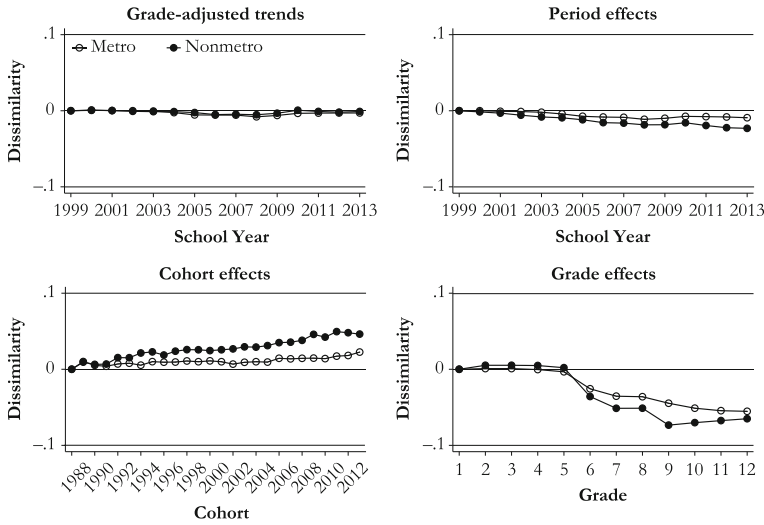 Grade-adjusted trends
.1
Metro
Nonmetro
Dissimilarity
0
–.1
1999 2001 2003 2005 2007 2009 2011 2013
School Year
Period effects
.1
Dissimilarity
0
–.1
1999 2001 2003 2005 2007 2009 2011 2013
School Year
Cohort effects
.1
Dissimilarity
0
–.1
1988 1990 1992 1994 1996 1998 2000 2002 2004 2006 2008 2010 2012
Cohort
Grade effects
.1
Dissimilarity
0
–.1
1 2 3 4 5 6 7 8 9 10 11 12
Grade